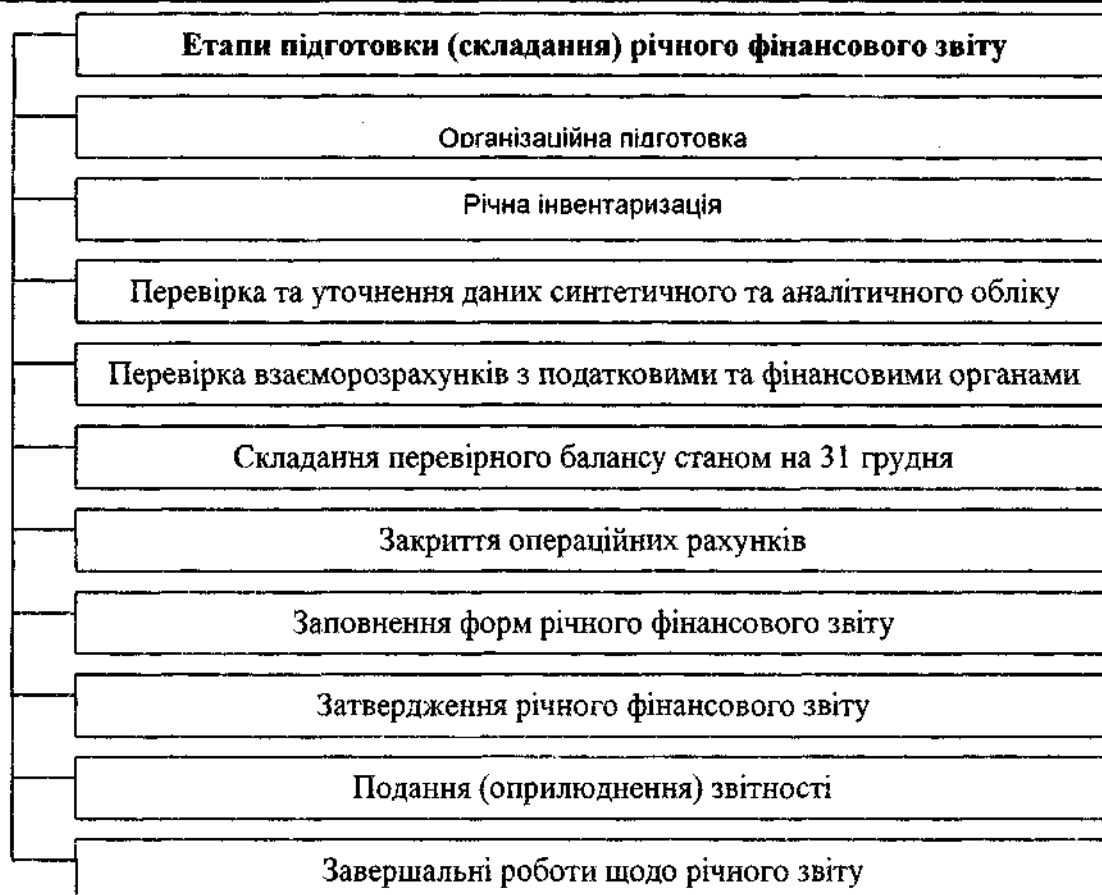 Етапи підготовки (складання) річного фінансового звіту
Організаційна підготовка
Річна інвентаризація
Перевірка та уточнення даних синтетичного та аналітичного обліку
Перевірка взаєморозрахунків з податковими та фінансовими органами
Складання перевірного балансу станом на 31 грудня
Закриття операційних рахунків
Заповнення форм річного фінансового звіту
Затвердження річного фінансового звіту
Подання (оприлюднення) звітності
Завершальні роботи щодо річного звіту